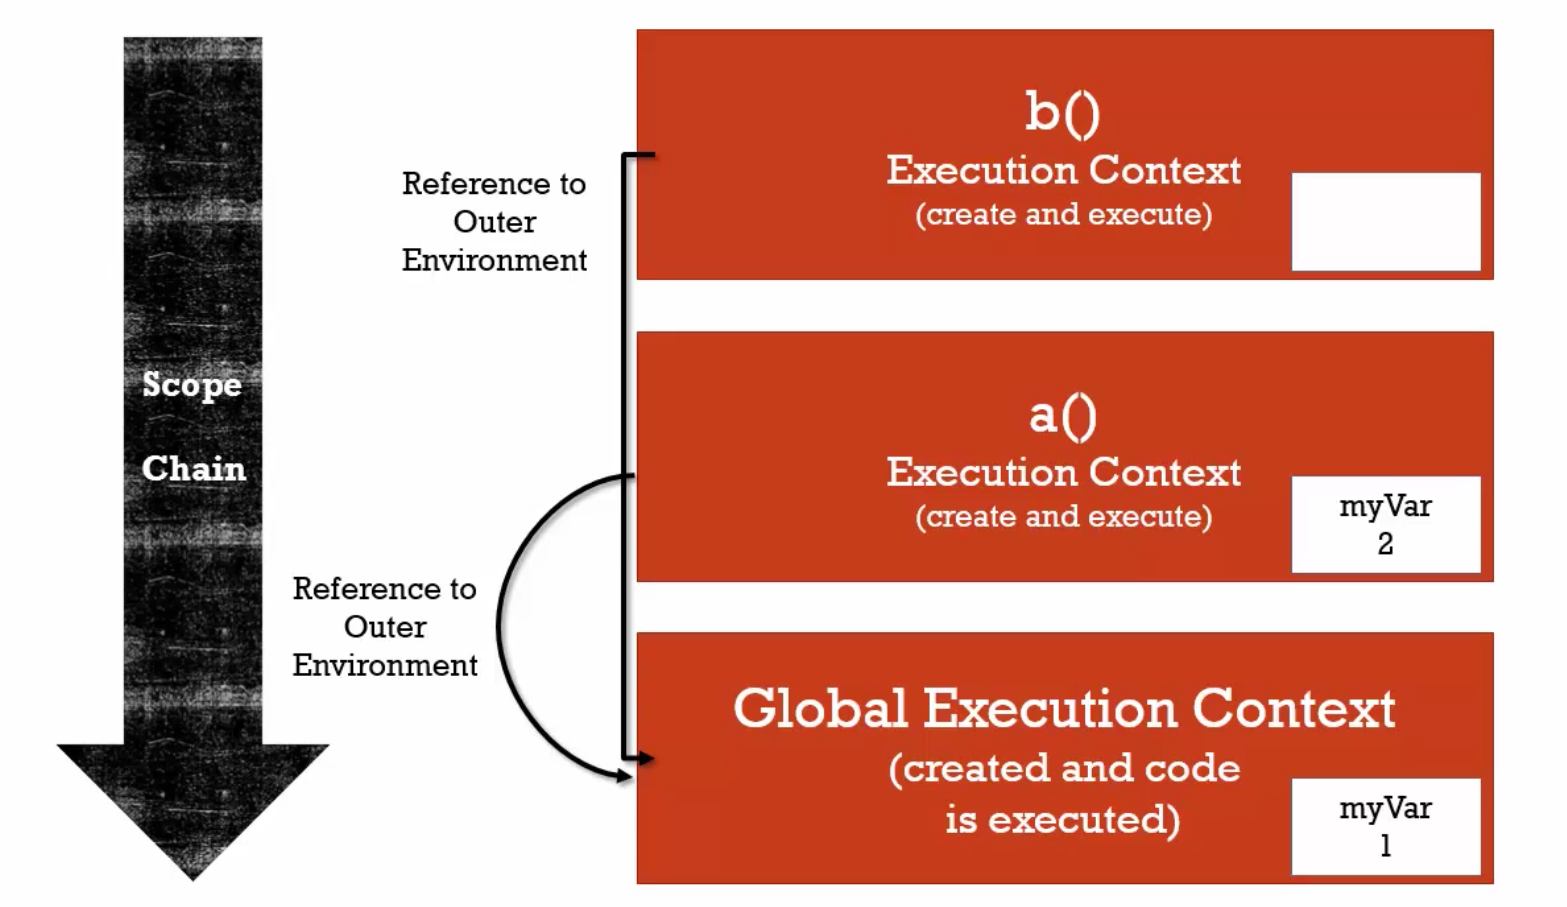 b()
Execution Context
(create and execute)
Reference to
Outer
Environment
Scope
Chain
a()
Execution Context
(create and execute)
myVar
2
Reference to
Outer
Environment
Global Execution Context
(created and code
is executed)
myVar
1